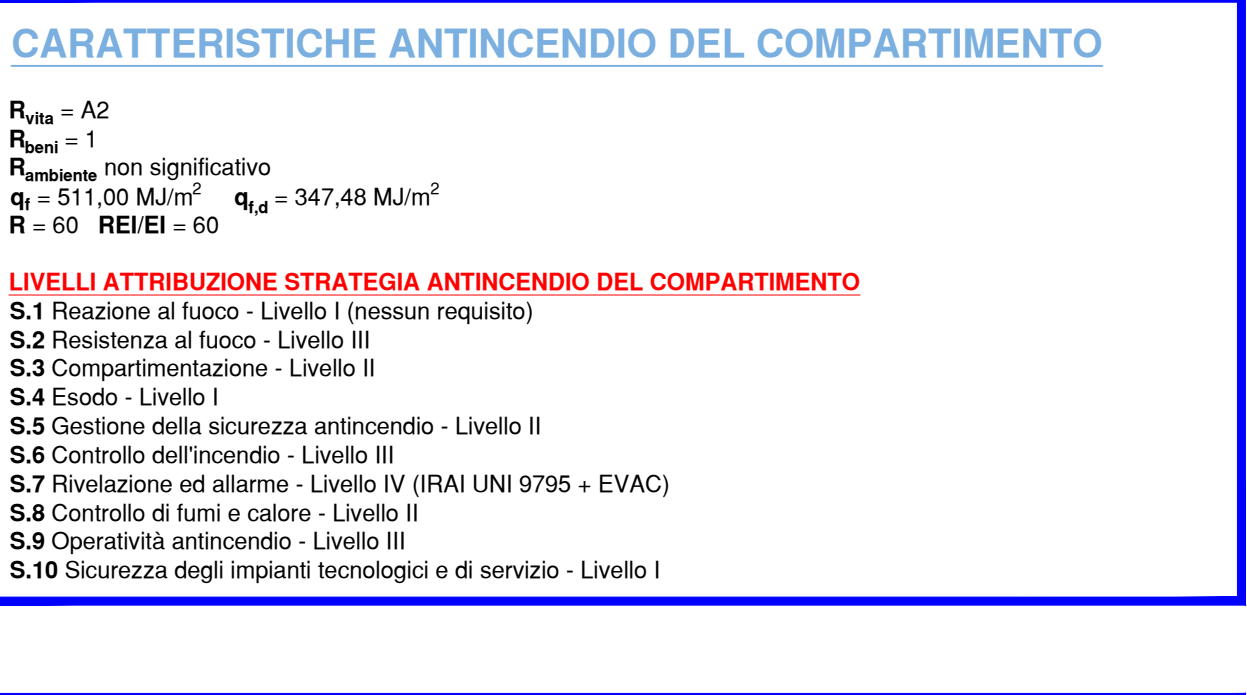 CARATTERISTICHE ANTINCENDIO DEL COMPARTIMENTO
Rvita = A2
Rbeni = 1
Rambiente non significativo
qf = 511,00 MJ/m² qf,d = 347,48 MJ/m²
R = 60 REI/EI = 60
LIVELLI ATTRIBUZIONE STRATEGIA ANTINCENDIO DEL COMPARTIMENTO
S.1 Reazione al fuoco - Livello I (nessun requisito)
S.2 Resistenza al fuoco - Livello III
S.3 Compartimentazione - Livello II
S.4 Esodo - Livello I
S.5 Gestione della sicurezza antincendio - Livello II
S.6 Controllo dell'incendio - Livello III
S.7 Rivelazione ed allarme - Livello IV (IRAI UNI 9795 + EVAC)
S.8 Controllo di fumi e calore - Livello II
S.9 Operatività antincendio - Livello III
S.10 Sicurezza degli impianti tecnologici e di servizio - Livello I